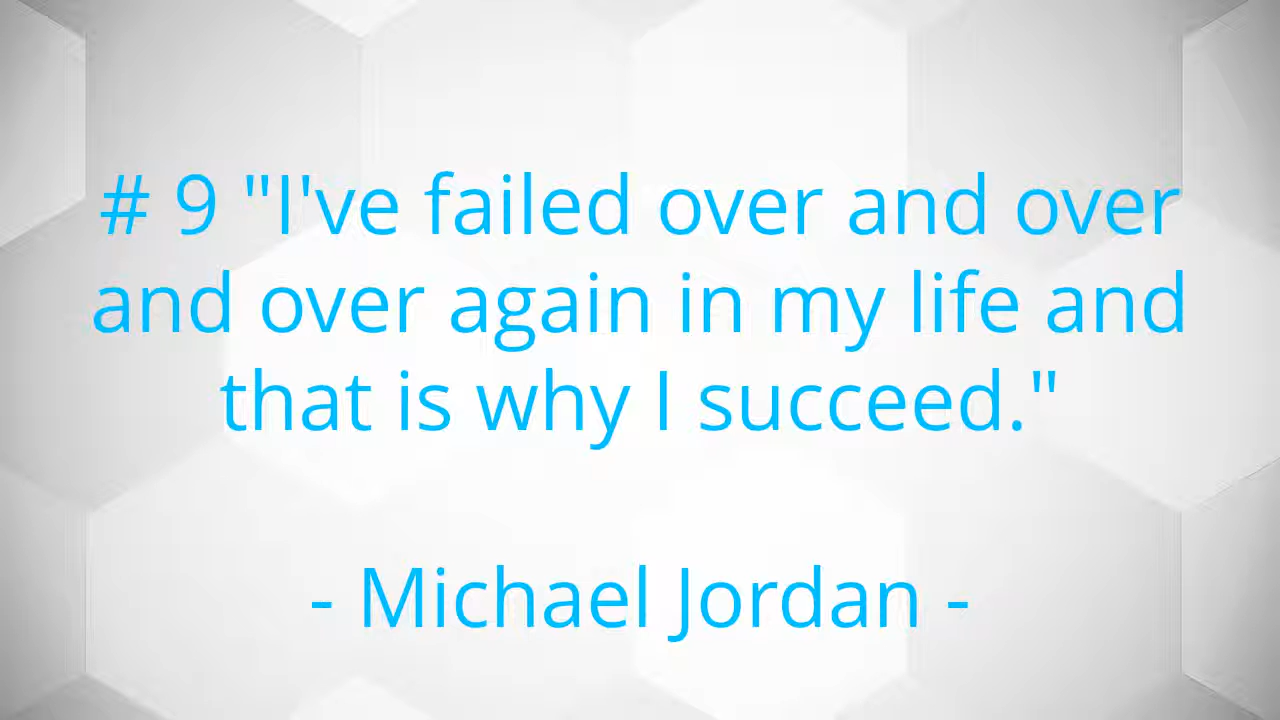 # 9 "I've failed over and over
and over again in my life and
that is why I succeed."
- Michael Jordan -